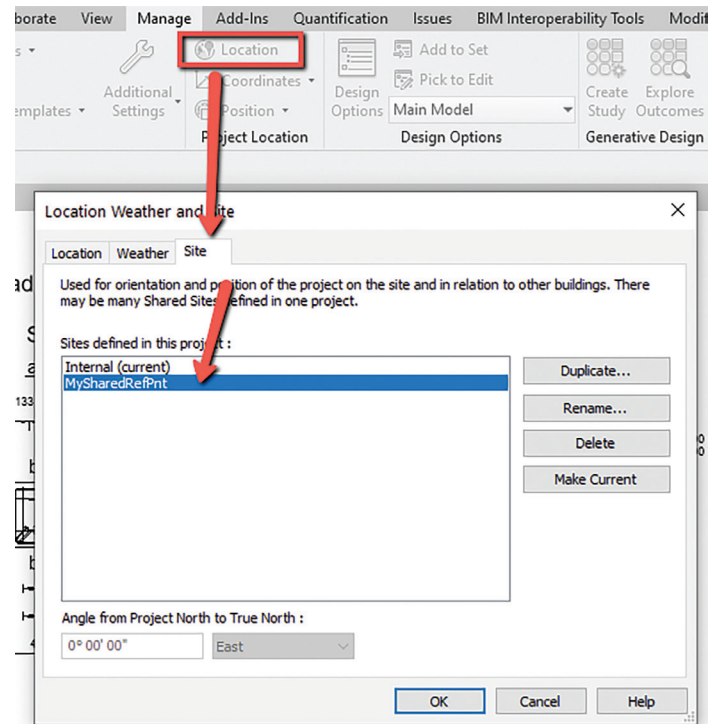 borate View Manage Add-Ins Quantification Issues BIM Interoperability Tools Modif
s Location Add to Set
Coordinates Pick to Edit
Additional Design Create Explore
emplates Settings Position Options Main Model Study Outcomes
Project Location Design Options Generative Design
Location Weather and Site
Location Weather Site
ad
Used for orientation and position of the project on the site and in relation to other buildings. There
may be many Shared Sites defined in one project.
S
Sites defined in this project :
a
Internal (current)
Duplicate...
MySharedRefPnt
133
Rename...
Delete
b
Make Current
b
Angle from Project North to True North :
0° 00' 00"
East
OK Cancel Help